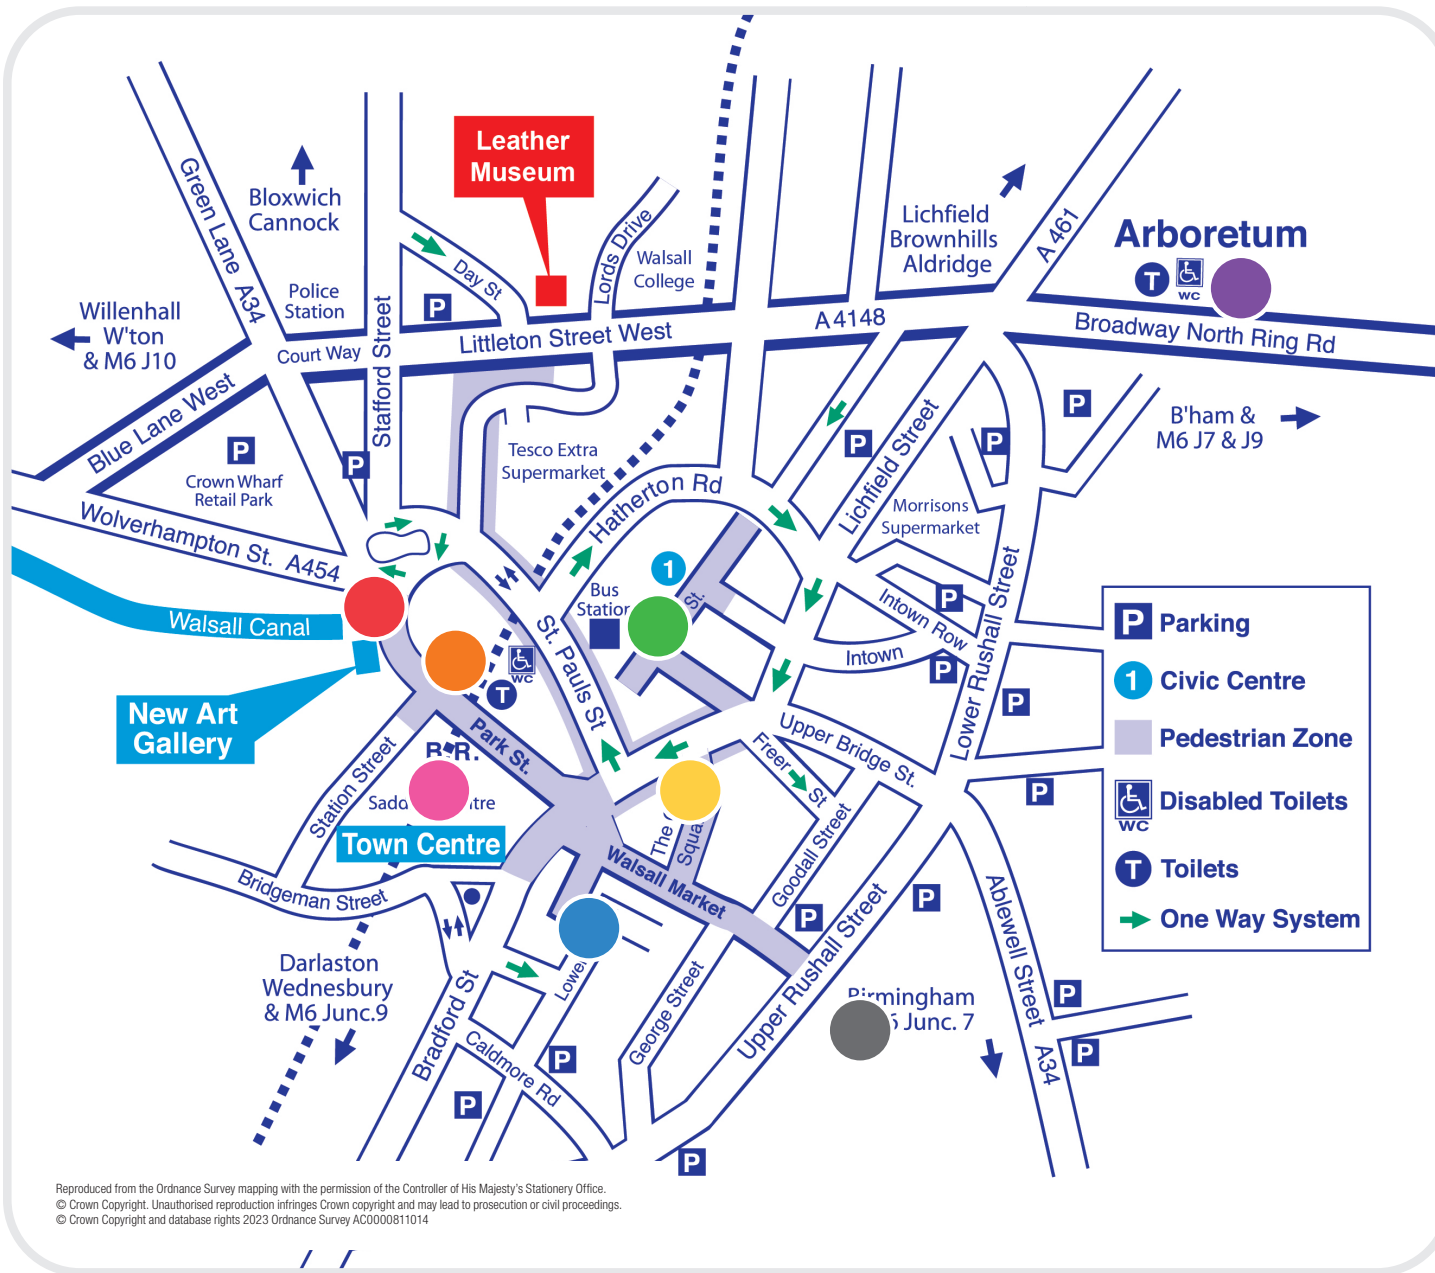 Leather
Museum
Green Lane A34
Bloxwich
Cannock
Day St
Lords Drive
Walsall
College
Lichfield
Brownhills
Aldridge
A 461
Arboretum
T
WC
Willenhall
W'ton
& M6 J10
Police
Station
P
Stafford Street
Court Way
Littleton Street West
A 4148
Broadway North Ring Rd
Blue Lane West
P
Crown Wharf
Retail Park
P
Tesco Extra
Supermarket
Hatherton Rd
P
Lichfield Street
P
P
B'ham &
M6 J7 & J9
Morrisons
Supermarket
Wolverhampton St. A454
Walsall Canal
1
Bus
St.
St. Pauls St
WC
T
P
Intown Row
Intown
P
P
Lower Rushall Street
P Parking
1 Civic Centre
Pedestrian Zone
WC Disabled Toilets
T Toilets
One Way System
New Art
Gallery
Park St.
Station Street
Town Centre
Upper Bridge St.
Freer St
The
Walsall Market
Goodall Street
P
P
P
Bridgeman Street
Upper Rushall Street
Ablewell Street A34
Darlaston
Wednesbury
& M6 Junc.9
Bradford St
Caldmore Rd
George Street
Birmingham
Junc. 7
P
P
P
P
P
Reproduced from the Ordnance Survey mapping with the permission of the Controller of His Majesty's Stationery Office.
© Crown Copyright. Unauthorised reproduction infringes Crown copyright and may lead to prosecution or civil proceedings.
© Crown Copyright and database rights 2023 Ordnance Survey AC0000811014